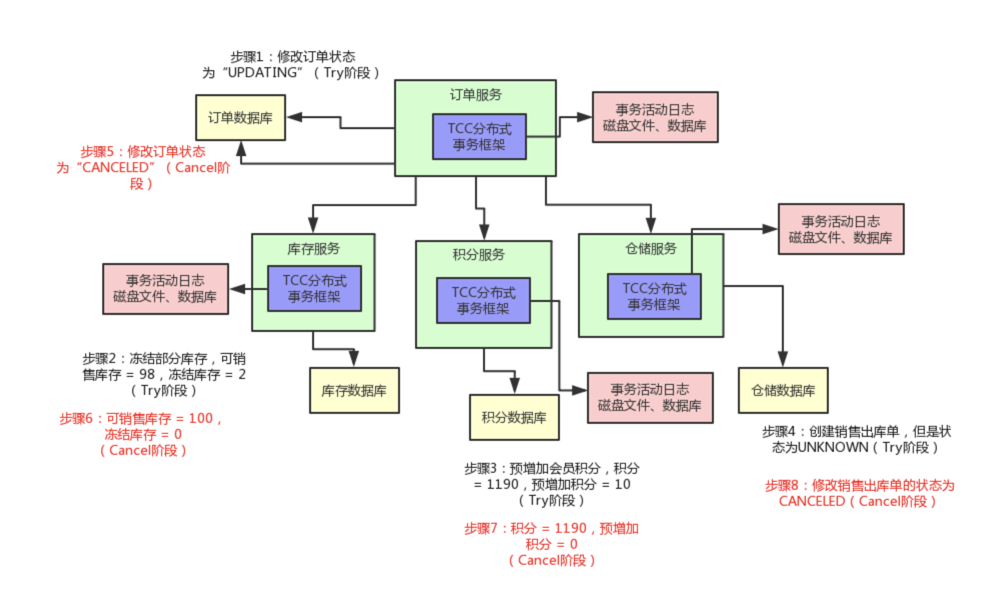 步骤1：修改订单状态
为“UPDATING”（Try阶段）
订单服务
TCC分布式
事务框架
事务活动日志
磁盘文件、数据库
订单数据库
步骤5：修改订单状态
为“CANCELED”（Cancel阶
段）
库存服务
TCC分布式
事务框架
事务活动日志
磁盘文件、数据库
积分服务
TCC分布式
事务框架
仓储服务
TCC分布式
事务框架
事务活动日志
磁盘文件、数据库
步骤2：冻结部分库存，可销
售库存 = 98，冻结库存 = 2
（Try阶段）
步骤6：可销售库存 = 100，
冻结库存 = 0
（Cancel阶段）
库存数据库
积分数据库
事务活动日志
磁盘文件、数据库
仓储数据库
步骤3：预增加会员积分，积分
= 1190，预增加积分 = 10
（Try阶段）
步骤7：积分 = 1190，预增加
积分 = 0
（Cancel阶段）
步骤4：创建销售出库单，但是状
态为UNKNOWN（Try阶段）
步骤8：修改销售出库单的状态为
CANCELED（Cancel阶段）